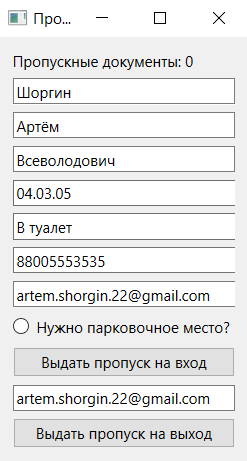 Про...
Пропускные документы: 0
Шоргин
Артём
Всеволодович
04.03.05
В туалет
88005553535
artem.shorgin.22@gmail.com
Нужно парковочное место?
Выдать пропуск на вход
artem.shorgin.22@gmail.com
Выдать пропуск на выход